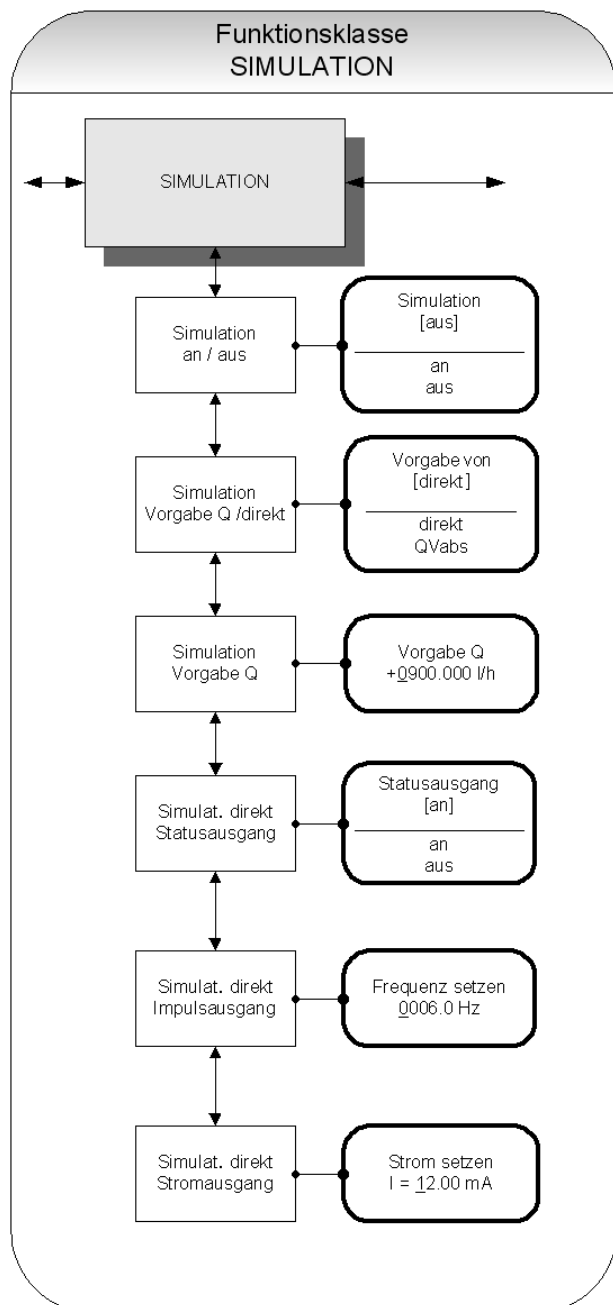 Funktionsklasse
SIMULATION
SIMULATION
Simulation
an / aus
Simulation
[aus]
an
aus
Simulation
Vorgabe Q /direkt
Vorgabe von
[direkt]
direkt
QVabs
Simulation
Vorgabe Q
Vorgabe Q
+0900.000 l/h
Simulat. direkt
Statusausgang
Statusausgang
[an]
an
aus
Simulat. direkt
Impulsausgang
Frequenz setzen
0006.0 Hz
Simulat. direkt
Stromausgang
Strom setzen
I = 12.00 mA